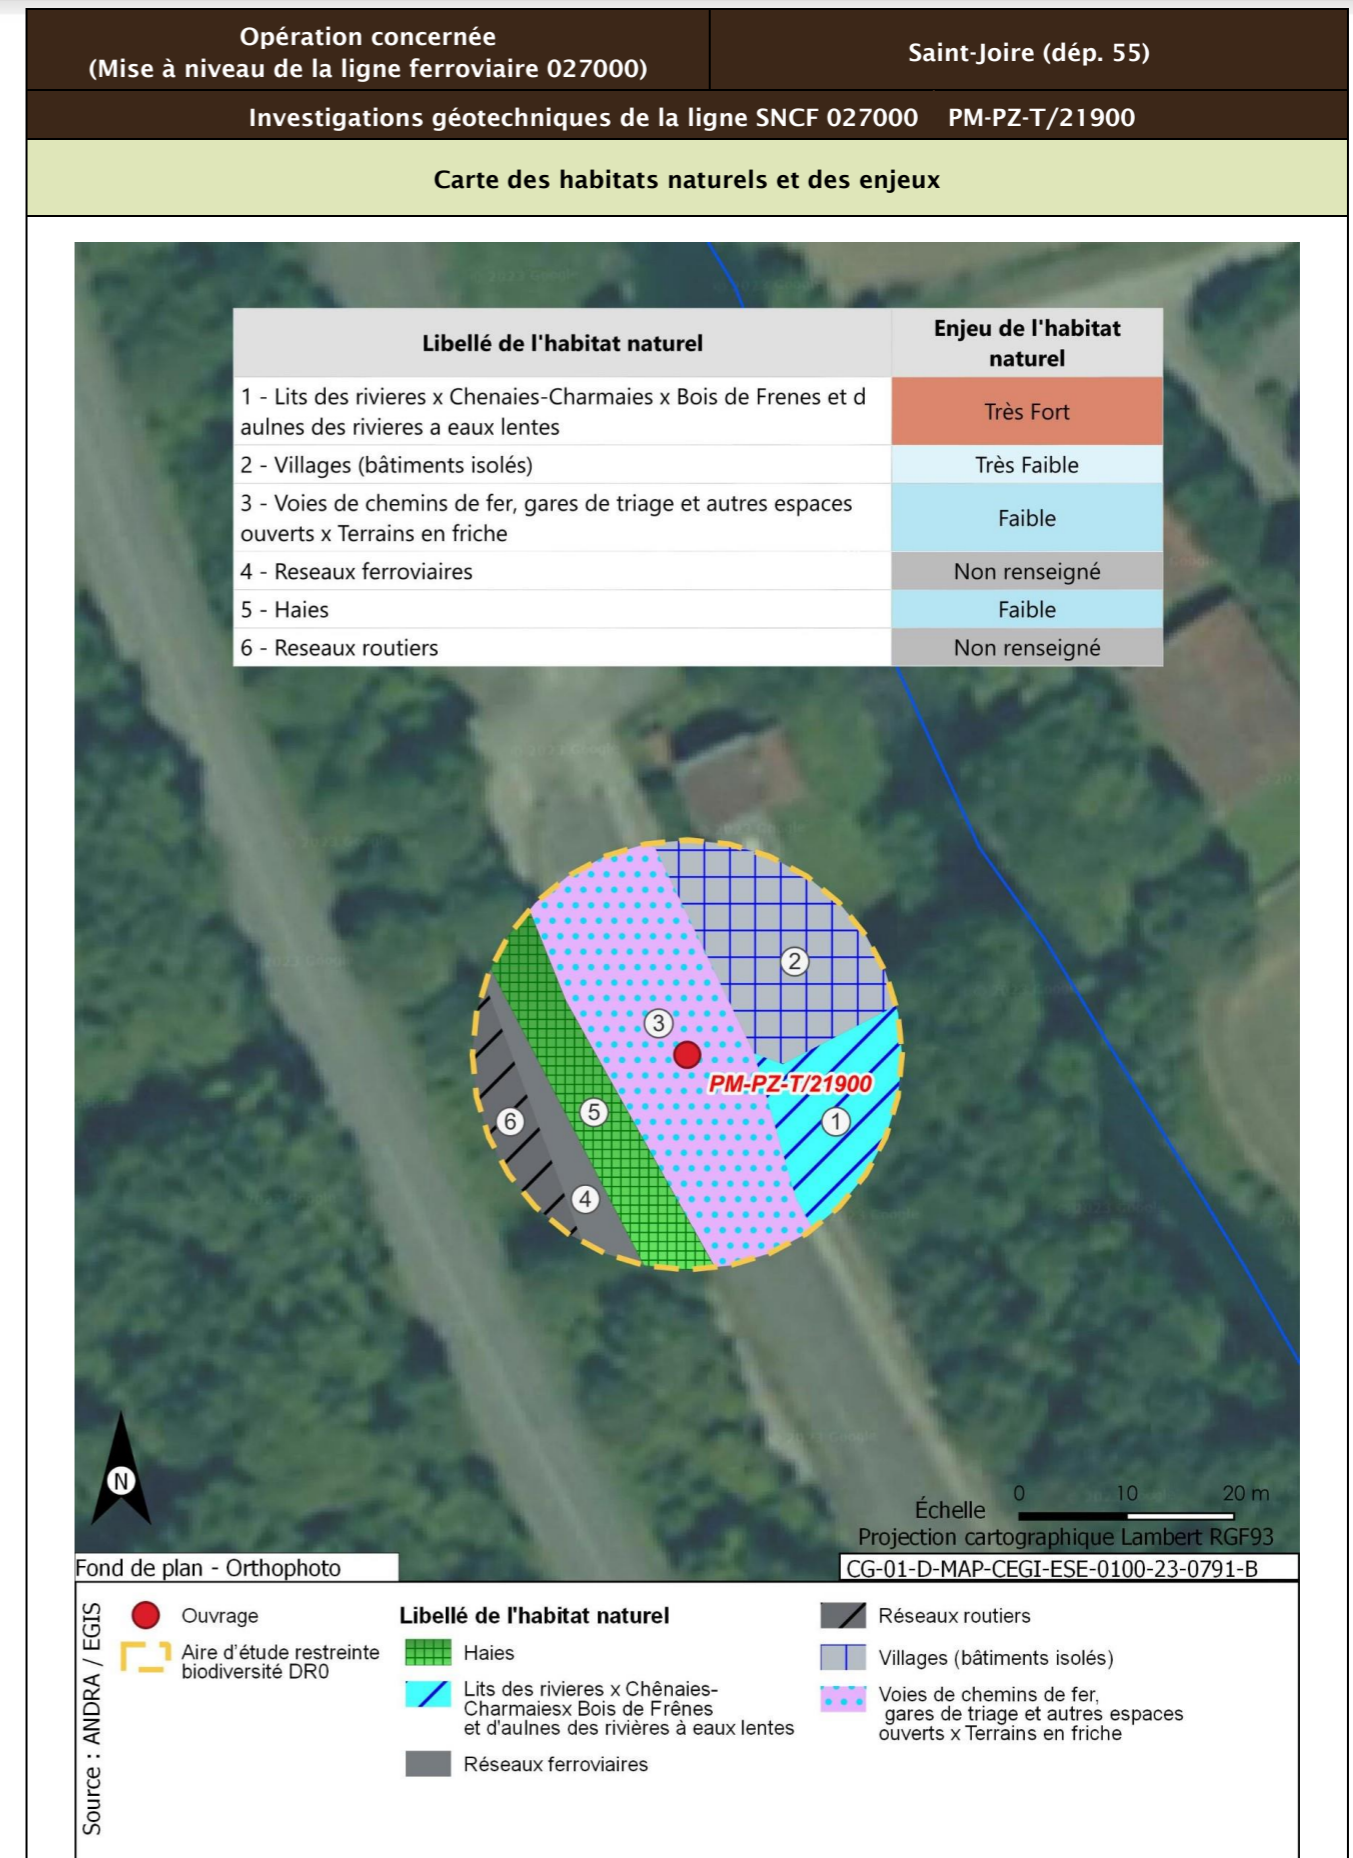 Opération concernée
(Mise à niveau de la ligne ferroviaire 027000)
Saint-Joire (dép. 55)
Investigations géotechniques de la ligne SNCF 027000 PM-PZ-T/21900
Carte des habitats naturels et des enjeux
Libellé de l'habitat naturel
Enjeu de l'habitat
naturel
1 - Lits des rivieres x Chenaies-Charmaies x Bois de Frenes et d
aulnes des rivieres a eaux lentes
Très Fort
2 - Villages (bâtiments isolés)
Très Faible
3 - Voies de chemins de fer, gares de triage et autres espaces
ouverts x Terrains en friche
Faible
4 - Reseaux ferroviaires
Non renseigné
5 - Haies
Faible
6 - Reseaux routiers
Non renseigné
2
3
PM-PZ-T/21900
1
5
6
4
N
0 10 20 m
Échelle
Projection cartographique Lambert RGF93
Fond de plan - Orthophoto
CG-01-D-MAP-CEGI-ESE-0100-23-0791-B
Source : ANDRA / EGIS
Ouvrage
Aire d'étude restreinte
biodiversité DR0
Libellé de l'habitat naturel
Haies
Lits des rivieres x Chênaies-
Charmaiesx Bois de Frênes
et d'aulnes des rivières à eaux lentes
Réseaux ferroviaires
Réseaux routiers
Villages (bâtiments isolés)
Voies de chemins de fer,
gares de triage et autres espaces
ouverts x Terrains en friche